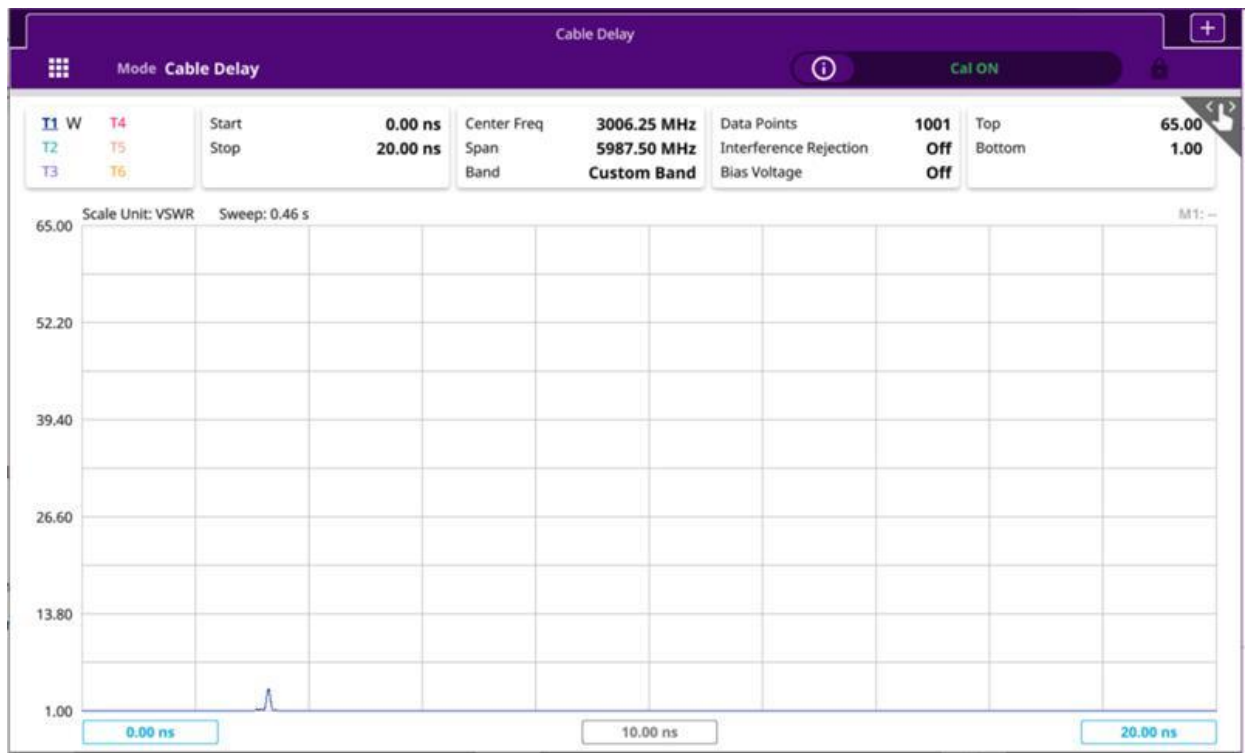 Cable Delay
+
Mode Cable Delay
Cal ON
T1 W T4
T2 T5
T3 T6
Start 0.00 ns
Stop 20.00 ns
Center Freq 3006.25 MHz
Span 5987.50 MHz
Band Custom Band
Data Points 1001
Interference Rejection Off
Bias Voltage Off
Top 65.00
Bottom 1.00
Scale Unit: VSWR Sweep: 0.46 s
M1: --
65.00
52.20
39.40
26.60
13.80
1.00
0.00 ns 10.00 ns 20.00 ns